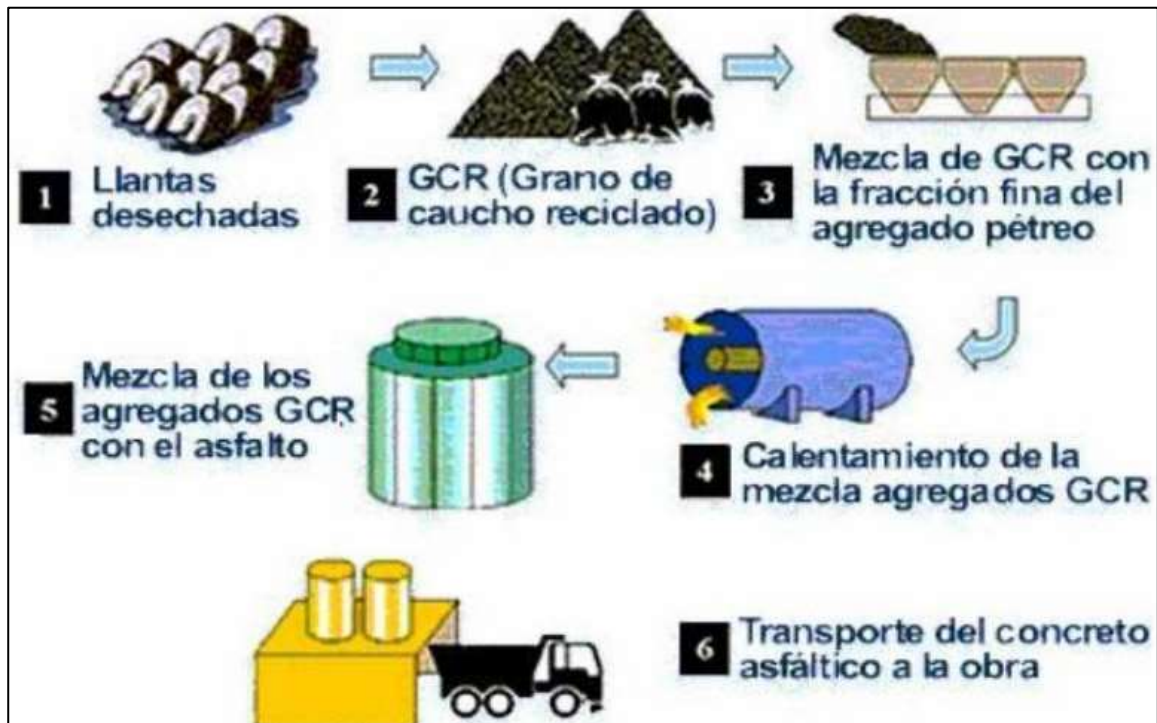 1 Llantas
desechadas
2 GCR (Grano de
caucho reciclado)
3 Mezcla de GCR con
la fracción fina del
agregado pétreo
4 Calentamiento de la
mezcla agregados GCR
5 Mezcla de los
agregados GCR
con el asfalto
6 Transporte del concreto
asfáltico a la obra